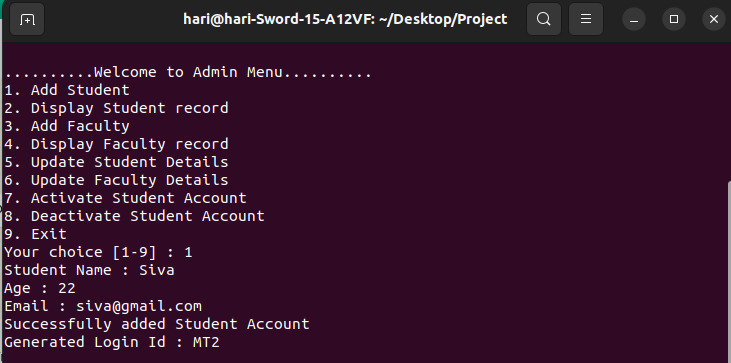 hari@hari-Sword-15-A12VF: ~/Desktop/Project
..........Welcome to Admin Menu..........
1. Add Student
2. Display Student record
3. Add Faculty
4. Display Faculty record
5. Update Student Details
6. Update Faculty Details
7. Activate Student Account
8. Deactivate Student Account
9. Exit
Your choice [1-9] : 1
Student Name : Siva
Age : 22
Email : siva@gmail.com
Successfully added Student Account
Generated Login Id : MT2